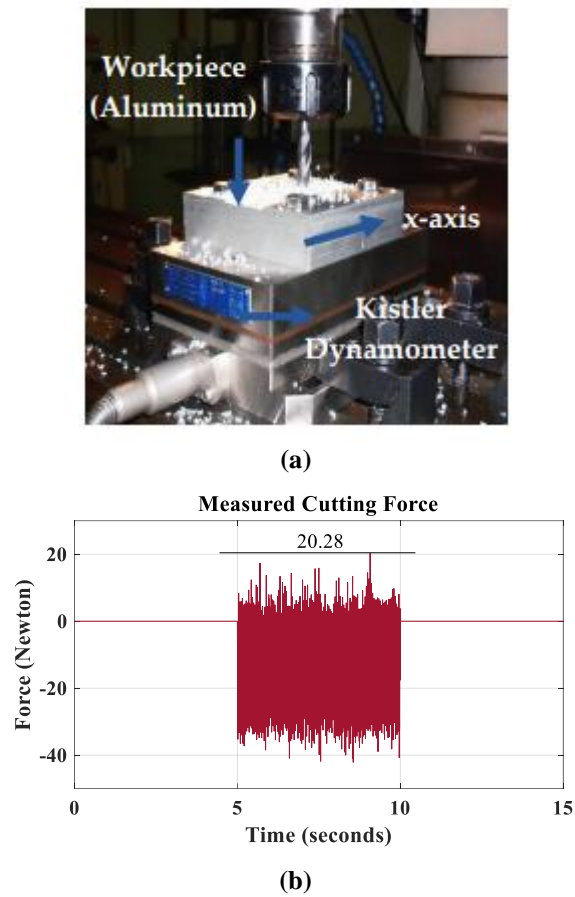 Workpiece
(Aluminum)
x-axis
Kistler
Dynamometer
(a)
Measured Cutting Force
20.28
20
0
-20
-40
Force (Newton)
0
5
10
15
Time (seconds)
(b)